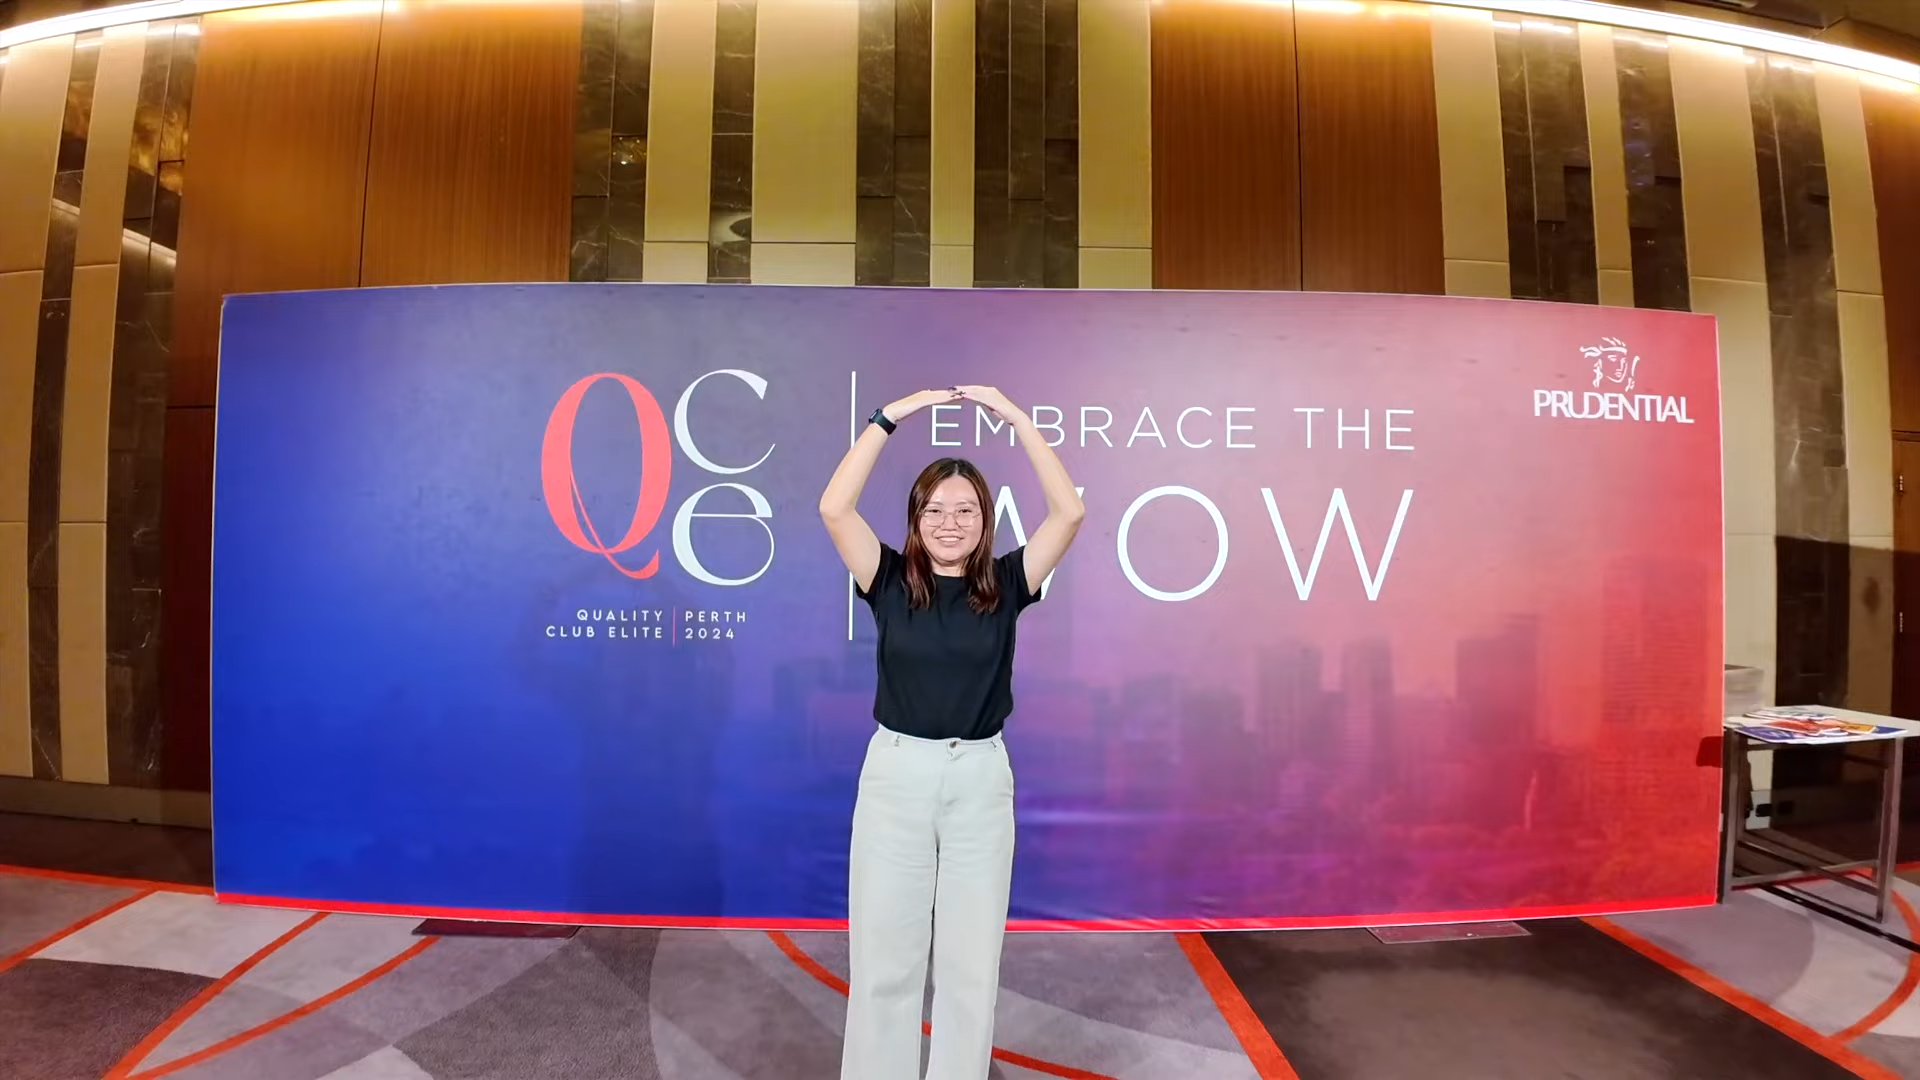 QCe
QUALITY
CLUB ELITE
PERTH
2024
EMBRACE THE
WOW
PRUDENTIAL